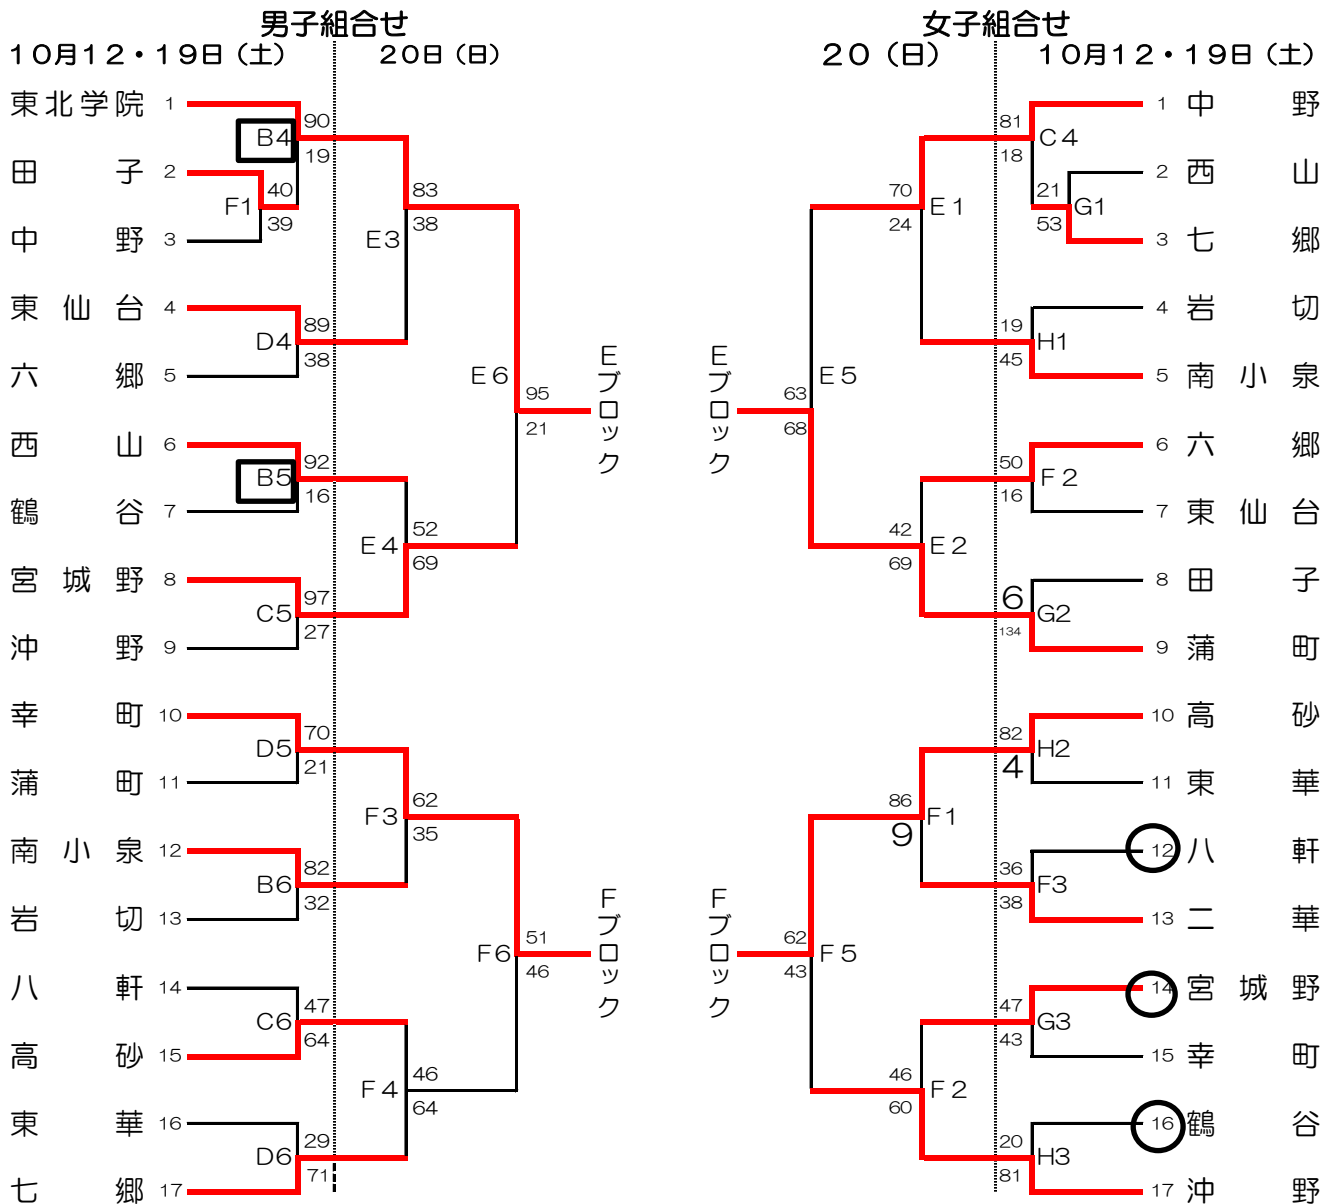 男子組合せ
女子組合せ
10月12・19日（土）
20日（日）
20（日）
10月12・19日（土）
東北学院 1
田子 2
中野 3
東仙台 4
六郷 5
西山 6
鶴谷 7
宮城野 8
沖野 9
幸町 10
蒲町 11
南小泉 12
岩切 13
八軒 14
高砂 15
東華 16
七郷 17
B4 90 19
F1 40 39
D4 89 38
B5 92 16
C5 97 27
D5 70 21
B6 82 32
C6 47 64
D6 29 71
E3 83 38
E4 52 69
F3 62 35
F4 46 64
E6 95 21
F6 51 46
Eブロック
Fブロック
Eブロック
Fブロック
E5 63 68
F5 62 43
E1 70 24
E2 42 69
F1 86 9
F2 46 60
C4 81 18
G1 21 53
H1 19 45
F2 50 16
G2 6 134
H2 82 4
F3 36 38
G3 47 43
H3 20 81
1 中野
2 西山
3 七郷
4 岩切
5 南小泉
6 六郷
7 東仙台
8 田子
9 蒲町
10 高砂
11 東華
12 八軒
13 二華
14 宮城野
15 幸町
16 鶴谷
17 沖野